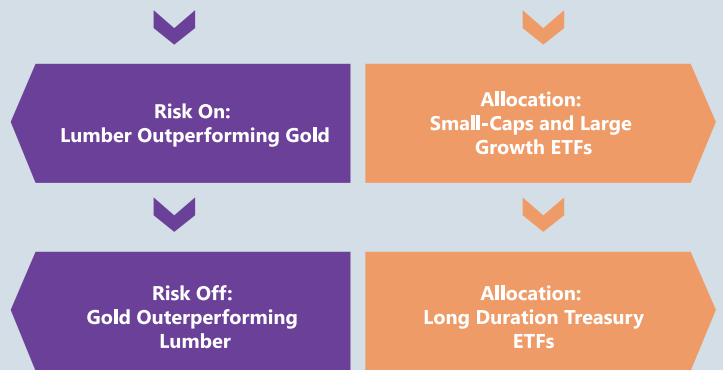 Risk On:
Lumber Outperforming Gold
Allocation:
Small-Caps and Large
Growth ETFs
Risk Off:
Gold Outerperforming
Lumber
Allocation:
Long Duration Treasury
ETFs